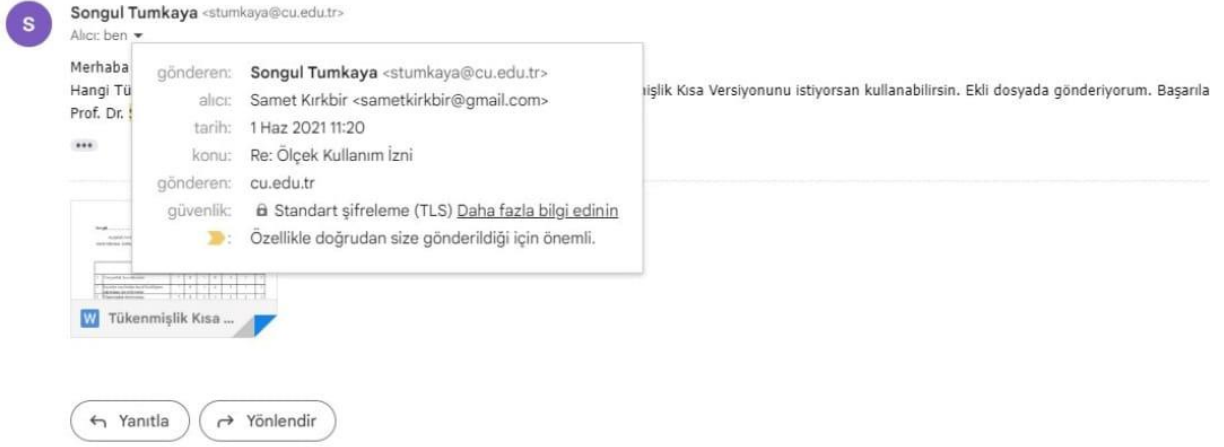 S
Songul Tumkaya <stumkaya@cu.edu.tr>
Alıcı: ben
Merhaba
Hangi Tü işlik Kısa Versiyonunu istiyorsan kullanabilirsin. Ekli dosyada gönderiyorum. Başarıla
Prof. Dr.
gönderen: Songul Tumkaya <stumkaya@cu.edu.tr>
alıcı: Samet Kırkbir <sametkirkbir@gmail.com>
tarih: 1 Haz 2021 11:20
konu: Re: Ölçek Kullanım İzni
gönderen: cu.edu.tr
güvenlik: Standart şifreleme (TLS) Daha fazla bilgi edinin
: Özellikle doğrudan size gönderildiği için önemli.
W Tükenmişlik Kısa ...
Yanıtla Yönlendir